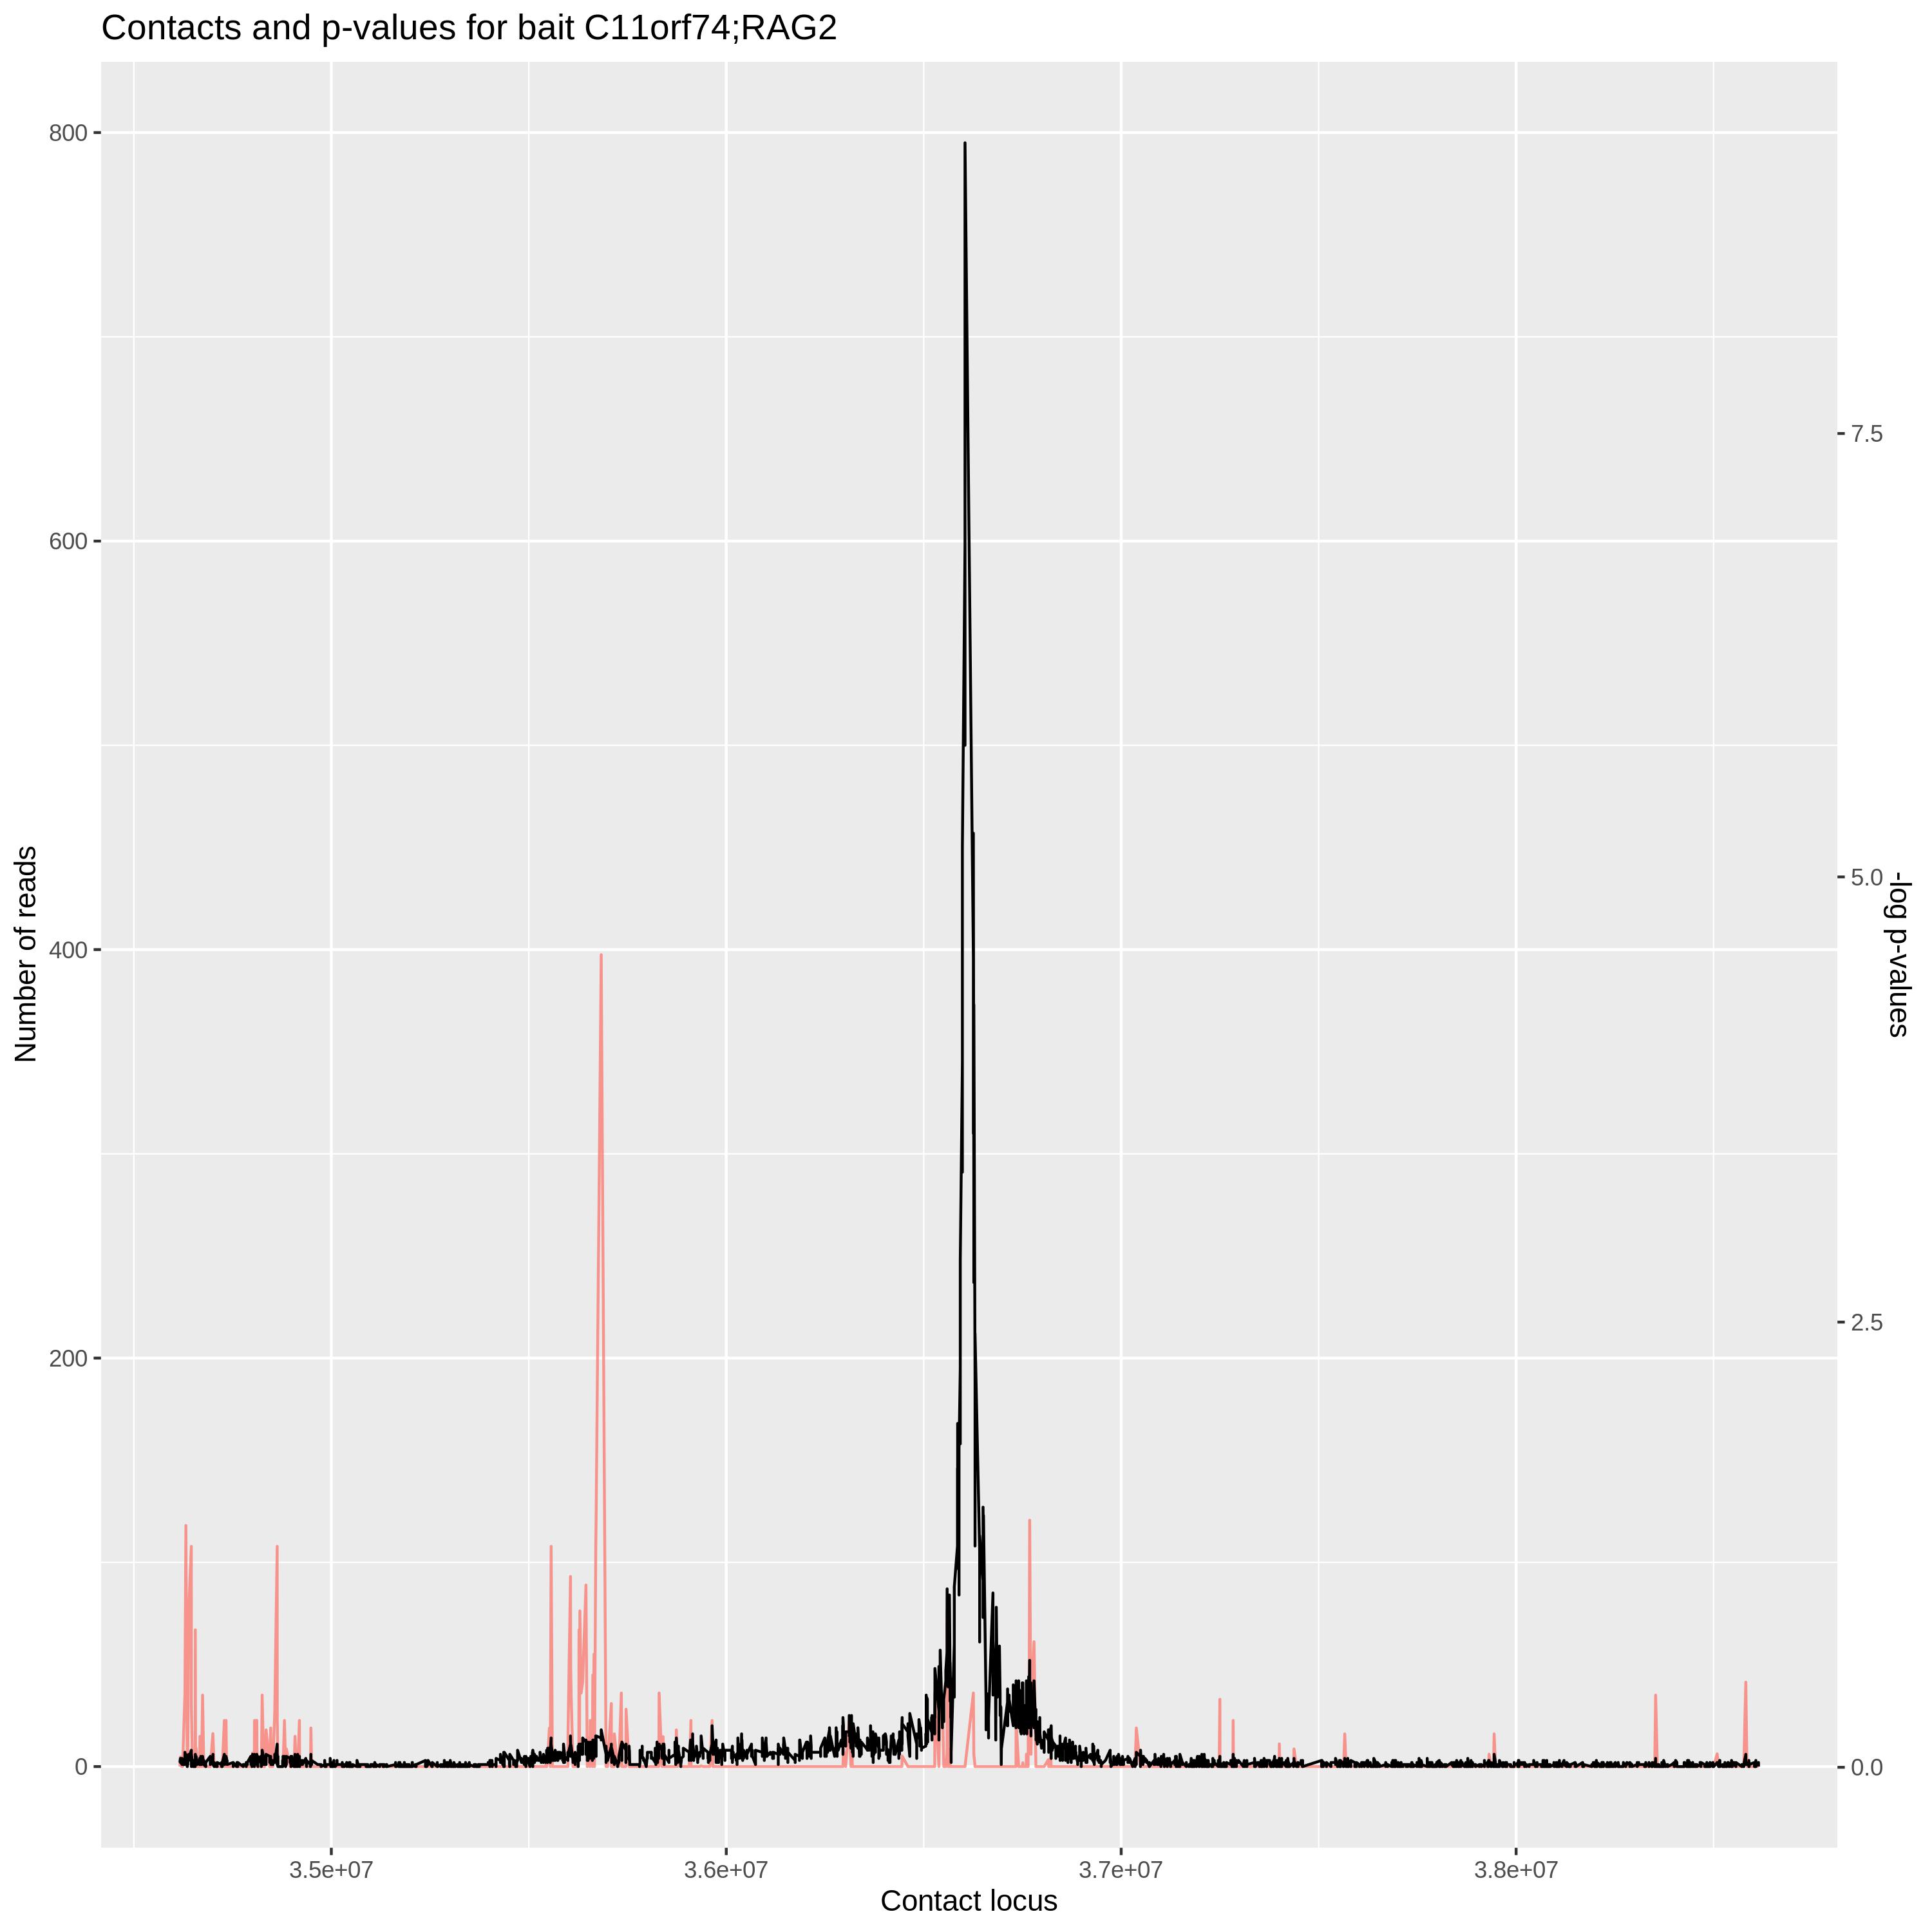 Contacts and p-values for bait C11orf74;RAG2
800
600
400
200
0
Number of reads
7.5
5.0
2.5
0.0
-log p-values
3.5e+07
3.6e+07
3.7e+07
3.8e+07
Contact locus